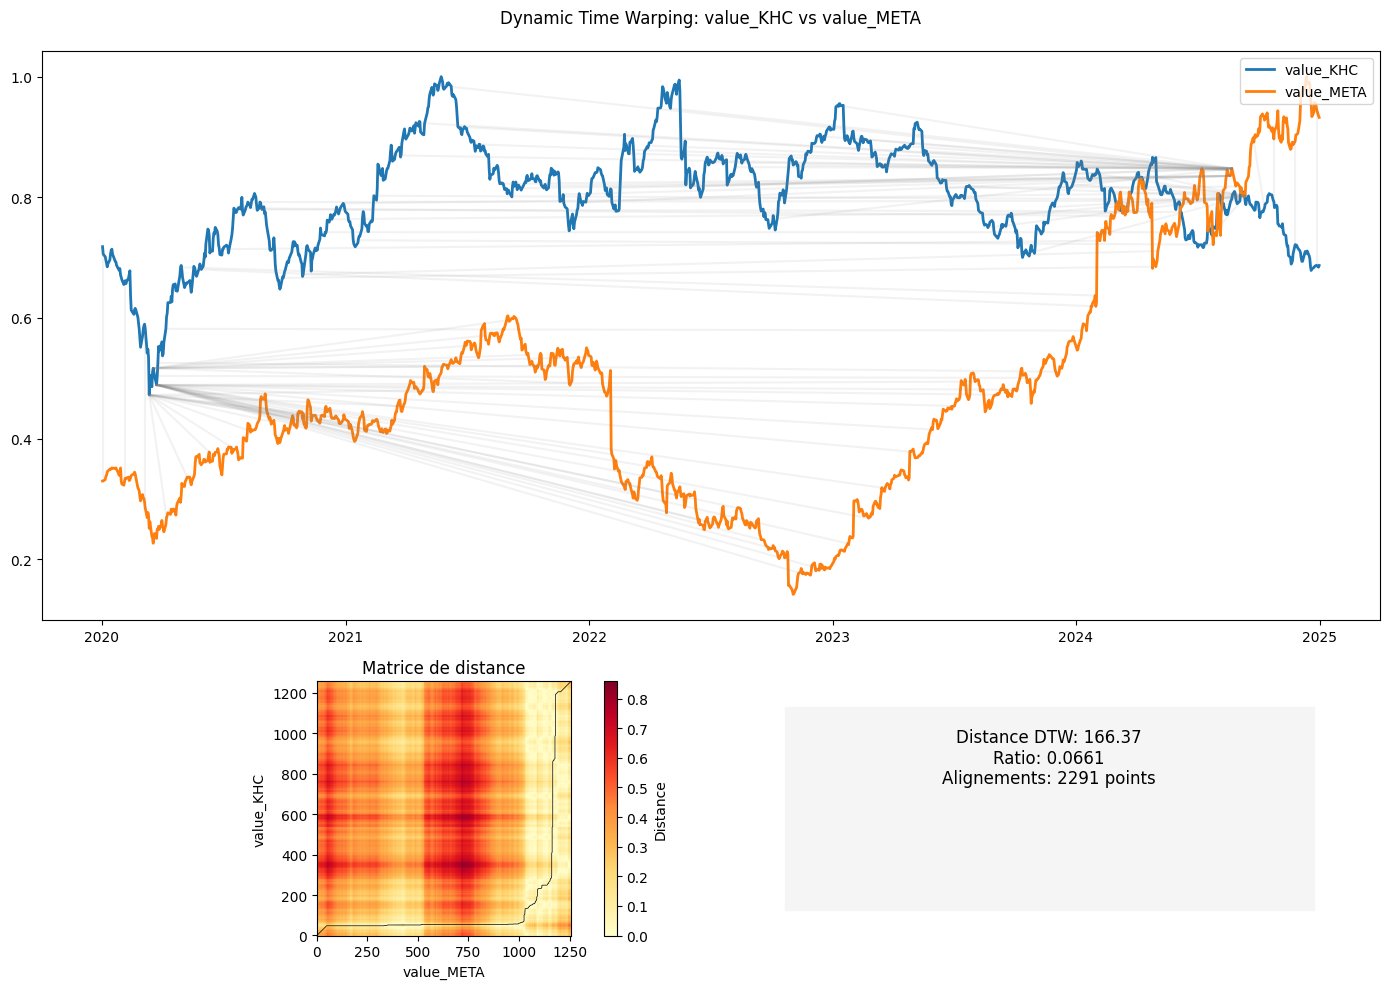 Dynamic Time Warping: value_KHC vs value_META
value_KHC
value_META
1.0
0.8
0.6
0.4
0.2
2020 2021 2022 2023 2024 2025
Matrice de distance
value_KHC
1200
1000
800
600
400
200
0
0 250 500 750 1000 1250
value_META
0.8
0.7
0.6
0.5
0.4
0.3
0.2
0.1
0.0
Distance
Distance DTW: 166.37
Ratio: 0.0661
Alignements: 2291 points